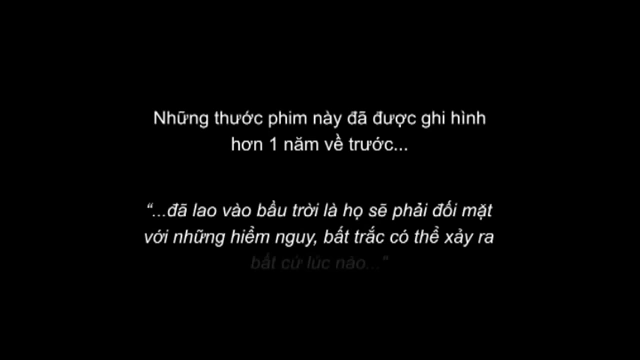 Những thước phim này đã được ghi hình
hơn 1 năm về trước...
“...đã lao vào bầu trời là họ sẽ phải đối mặt
với những hiểm nguy, bất trắc có thể xảy ra
bất cứ lúc nào..."